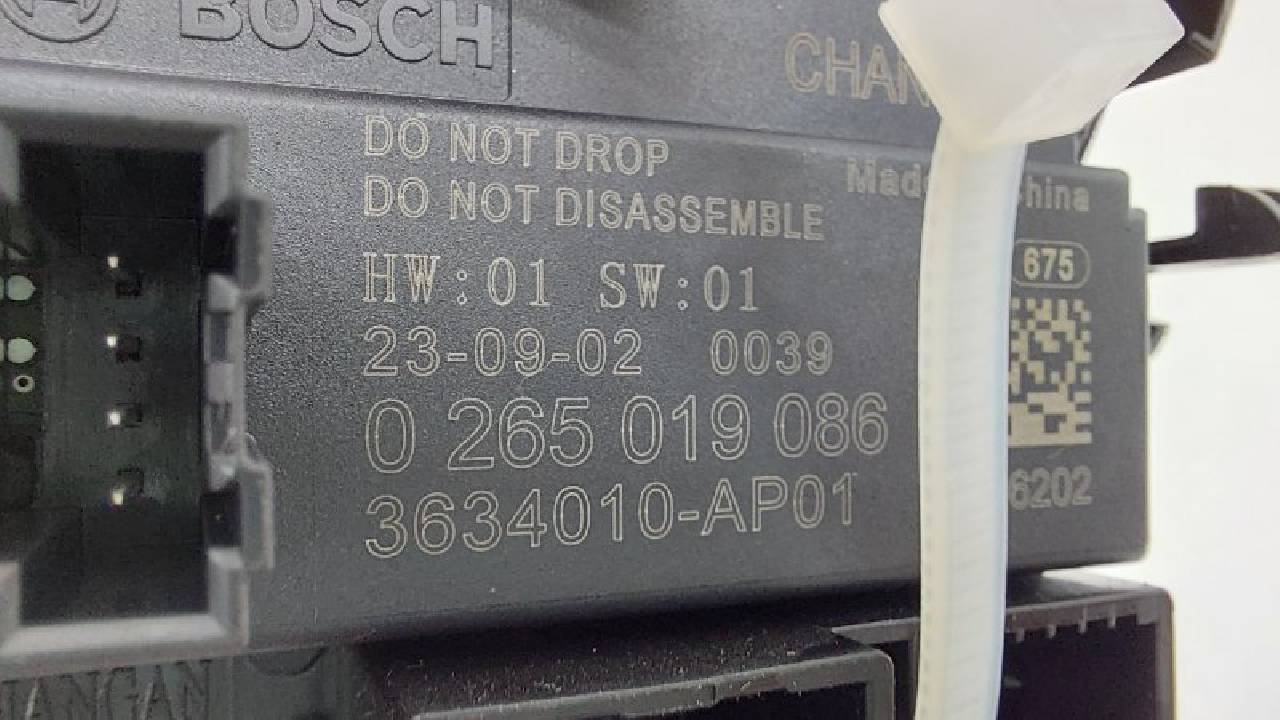 BOSCH
DO NOT DROP
DO NOT DISASSEMBLE
HW:01 SW:01
23-09-02 0039
0 265 019 086
3634010-AP01
675
6202